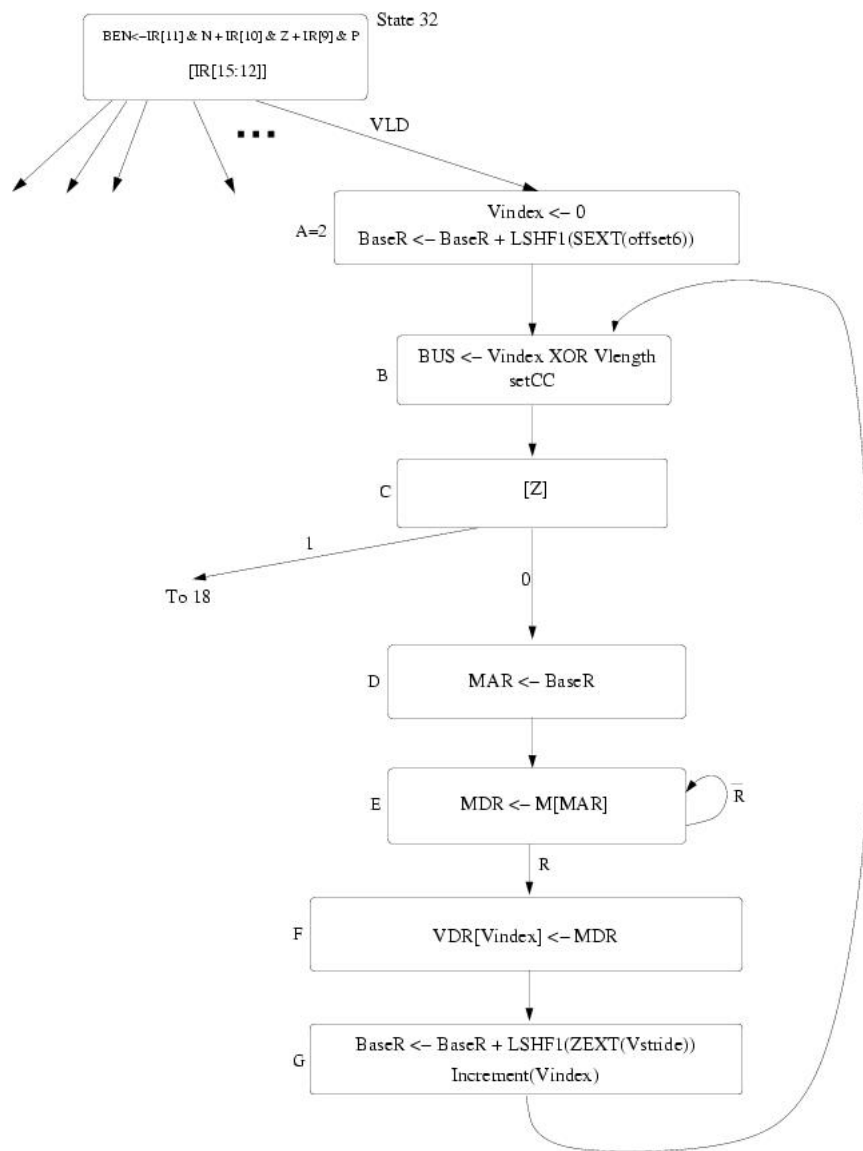 State 32
BEN<–IR[11] & N + IR[10] & Z + IR[9] & P
[IR[15:12]]
...
VLD
A=2
Vindex <– 0
BaseR <– BaseR + LSHF1(SEXT(offset6))
B
BUS <– Vindex XOR Vlength
setCC
C
[Z]
1
0
To 18
D
MAR <– BaseR
E
MDR <– M[MAR]
R̅
R
F
VDR[Vindex] <– MDR
G
BaseR <– BaseR + LSHF1(ZEXT(Vstride))
Increment(Vindex)